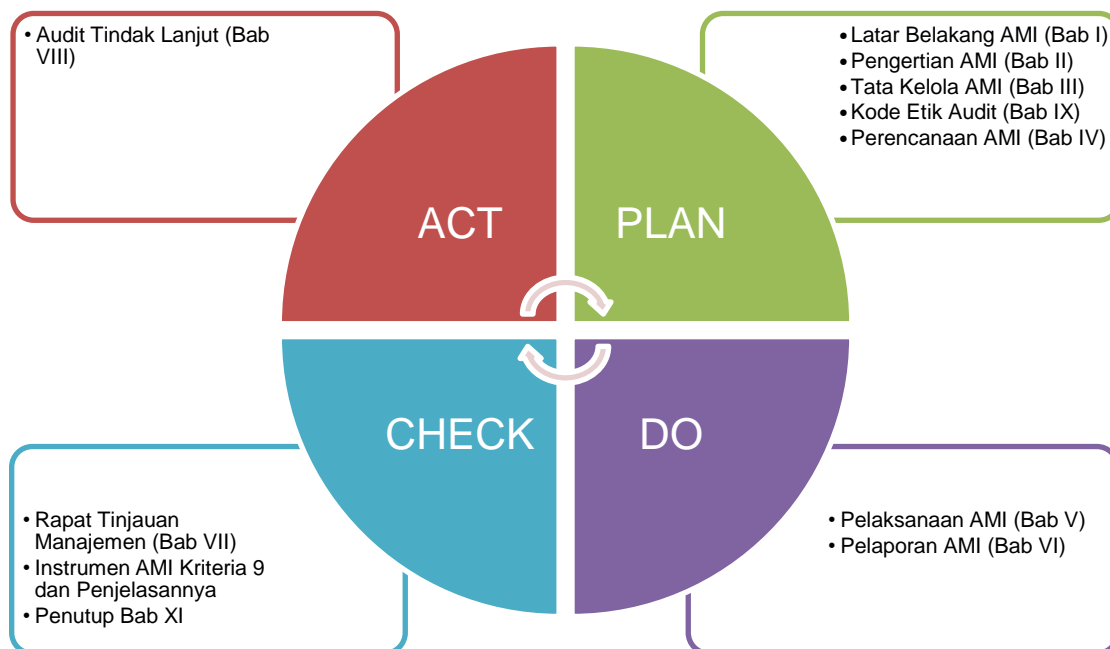 • Audit Tindak Lanjut (Bab
VIII)
• Latar Belakang AMI (Bab I)
• Pengertian AMI (Bab II)
• Tata Kelola AMI (Bab III)
• Kode Etik Audit (Bab IX)
• Perencanaan AMI (Bab IV)
ACT
PLAN
CHECK
DO
• Rapat Tinjauan
Manajemen (Bab VII)
• Instrumen AMI Kriteria 9
dan Penjelasannya
• Penutup Bab XI
• Pelaksanaan AMI (Bab V)
• Pelaporan AMI (Bab VI)